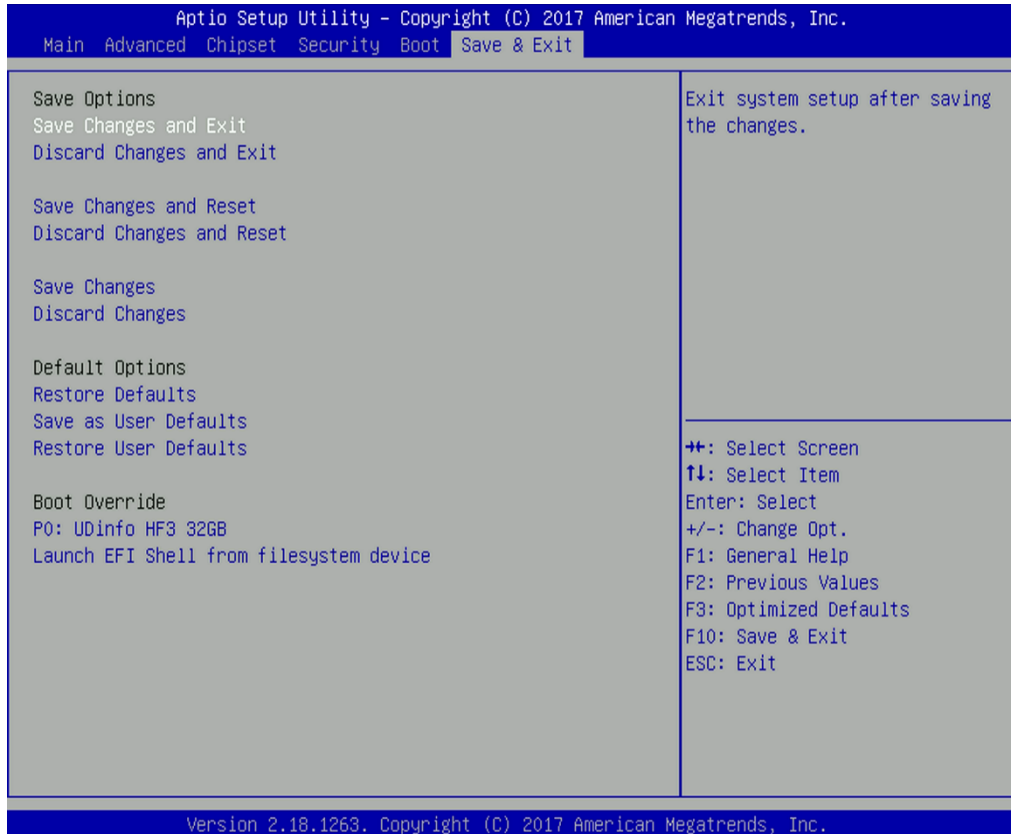 Aptio Setup Utility – Copyright (C) 2017 American Megatrends, Inc.
Main Advanced Chipset Security Boot Save & Exit
Save Options
Save Changes and Exit
Discard Changes and Exit
Save Changes and Reset
Discard Changes and Reset
Save Changes
Discard Changes
Default Options
Restore Defaults
Save as User Defaults
Restore User Defaults
Boot Override
P0: UDinfo HF3 32GB
Launch EFI Shell from filesystem device
Exit system setup after saving
the changes.
→←: Select Screen
↑↓: Select Item
Enter: Select
+/-: Change Opt.
F1: General Help
F2: Previous Values
F3: Optimized Defaults
F10: Save & Exit
ESC: Exit
Version 2.18.1263. Copyright (C) 2017 American Megatrends, Inc.